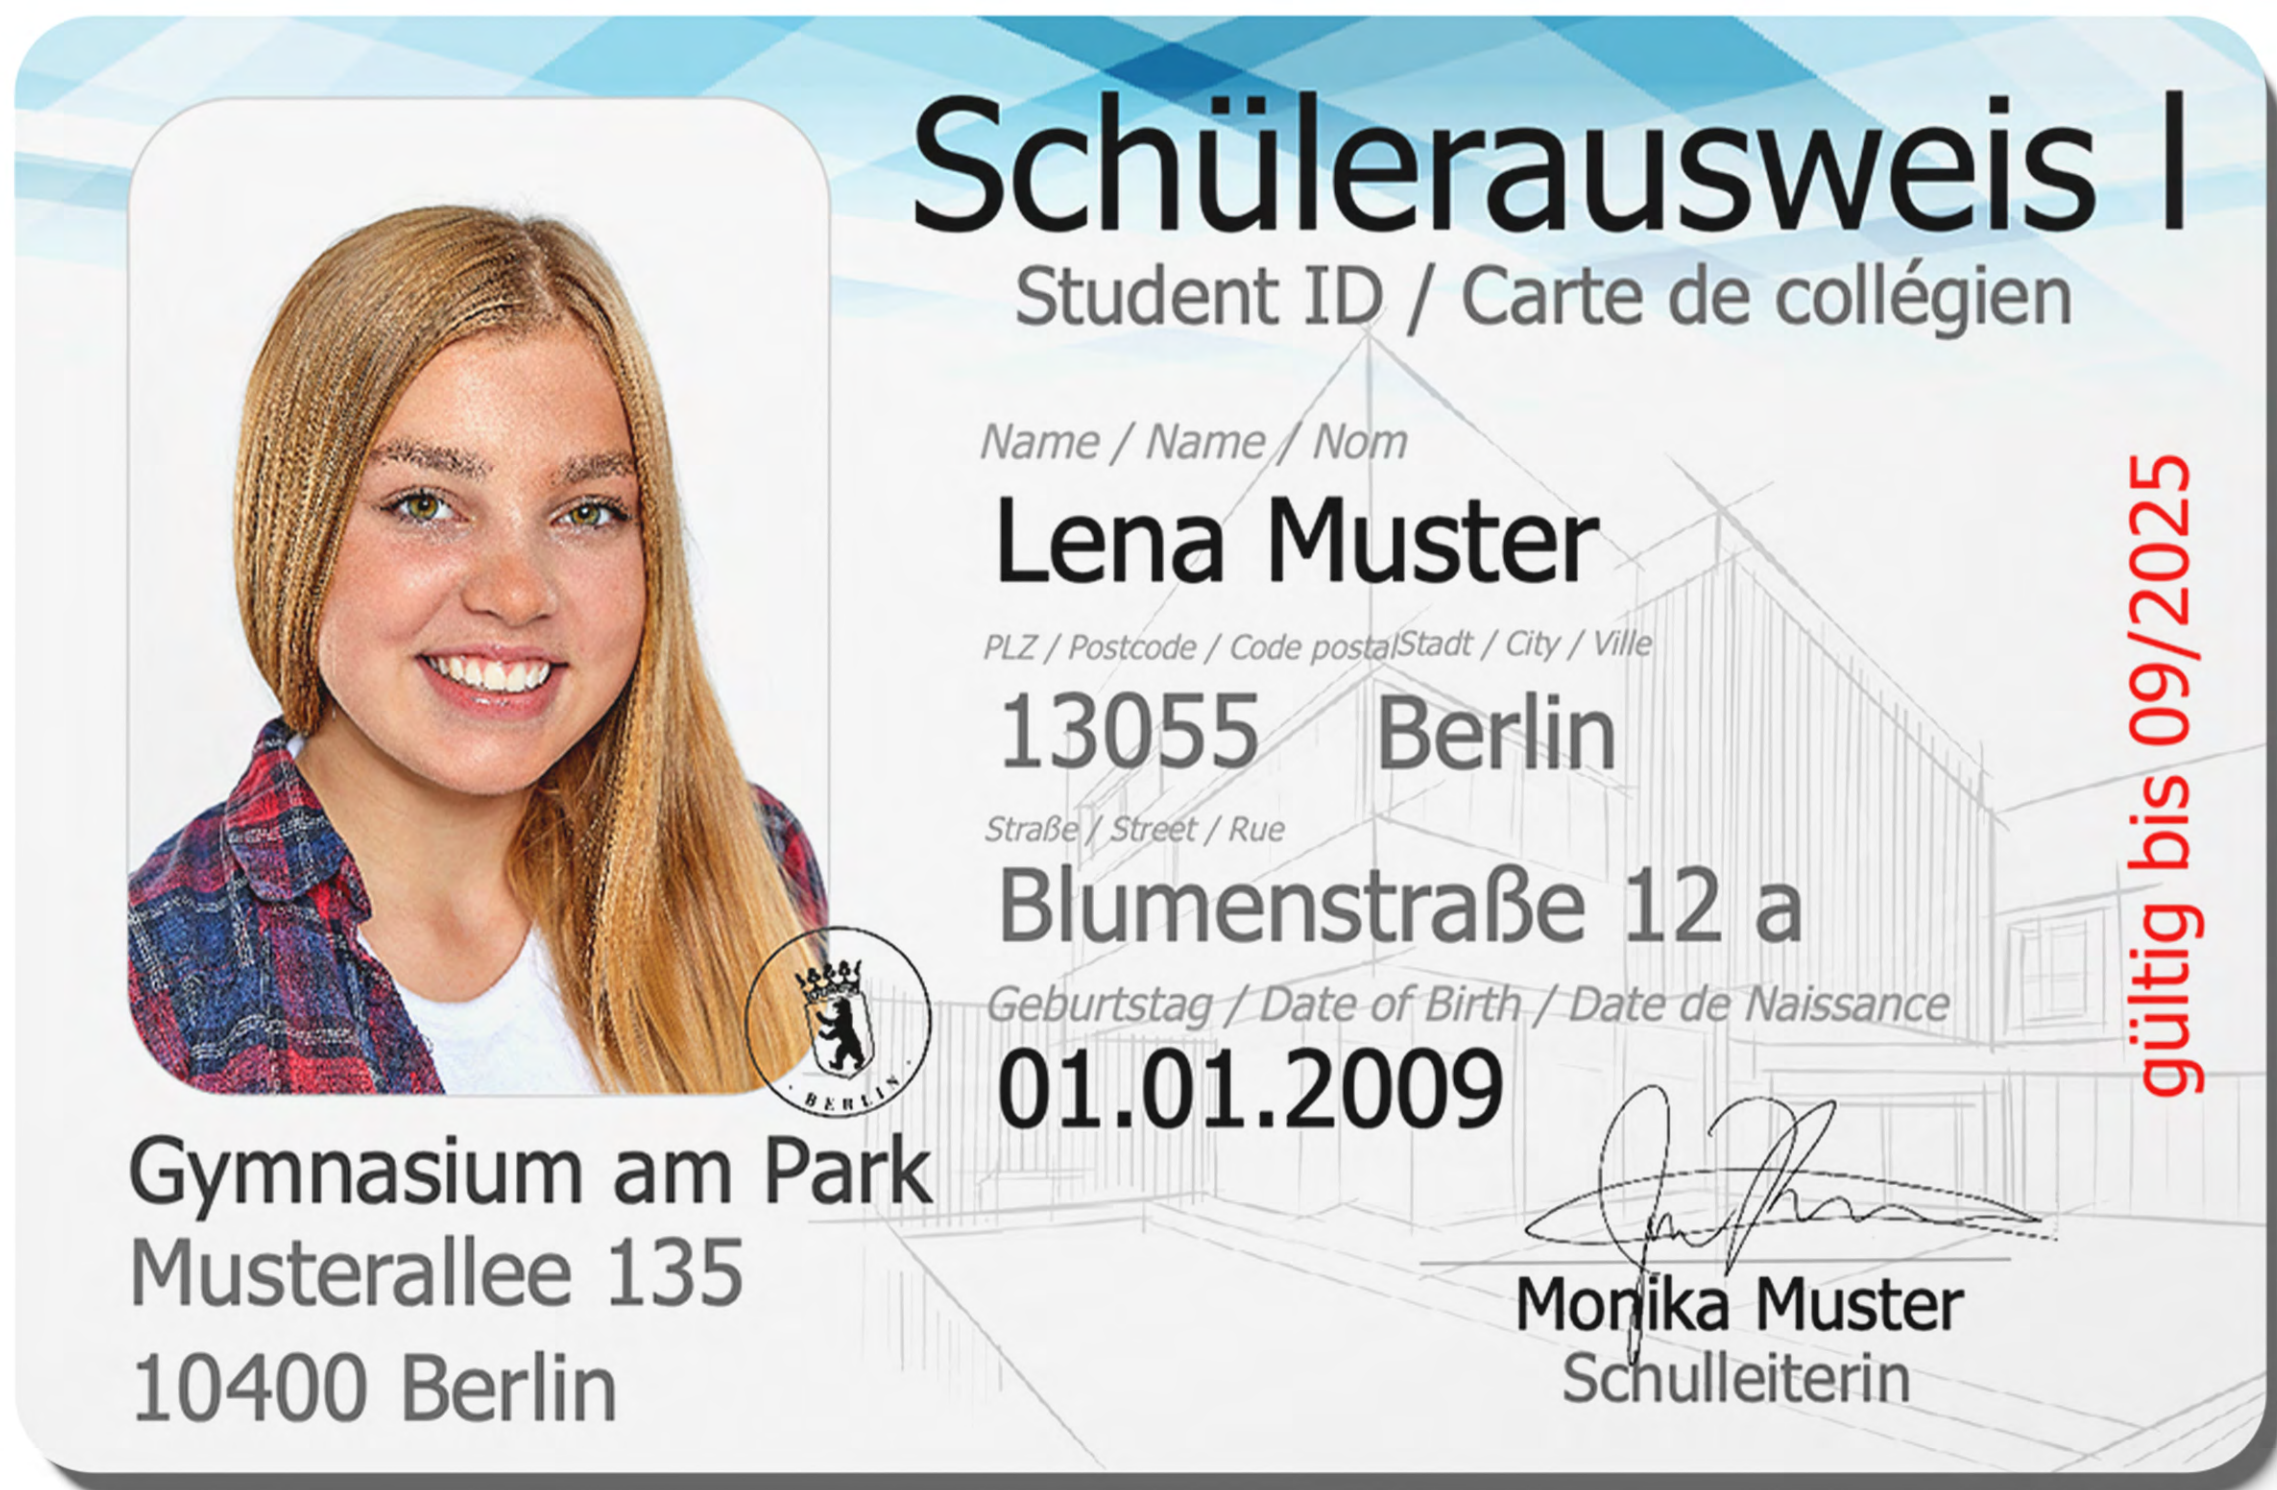 Schülerausweis I
Student ID / Carte de collégien
Name / Name / Nom
Lena Muster
PLZ / Postcode / Code postal Stadt / City / Ville
13055 Berlin
Straße / Street / Rue
Blumenstraße 12 a
Geburtstag / Date of Birth / Date de Naissance
01.01.2009
gültig bis 09/2025
BERLIN
Gymnasium am Park
Musterallee 135
10400 Berlin
Monika Muster
Schulleiterin